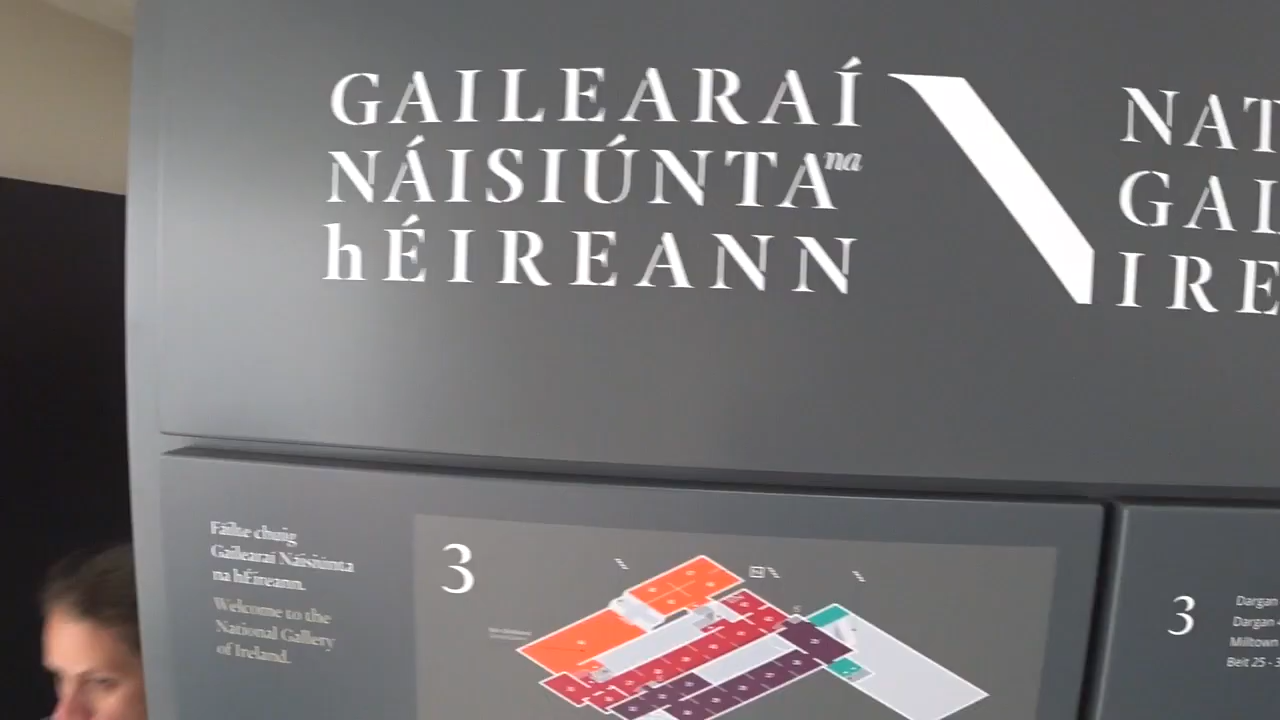 GAILEARAÍ
NÁISIÚNTA na
hÉIREANN
NAT
GAL
IRE
Fáilte chuig
Gailearaí Náisiúnta
na hÉireann.
Welcome to the
National Gallery
of Ireland.
3
3
Dargan
Dargan
Milltown
Beit 25 -